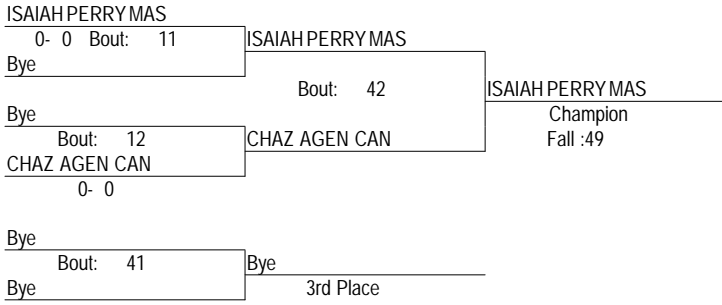 ISAIAH PERRY MAS
0- 0 Bout: 11
Bye
ISAIAH PERRY MAS
Bout: 42
Bye
Bout: 12
CHAZ AGEN CAN
0- 0
CHAZ AGEN CAN
ISAIAH PERRY MAS
Champion
Fall :49
Bye
Bout: 41
Bye
Bye
3rd Place